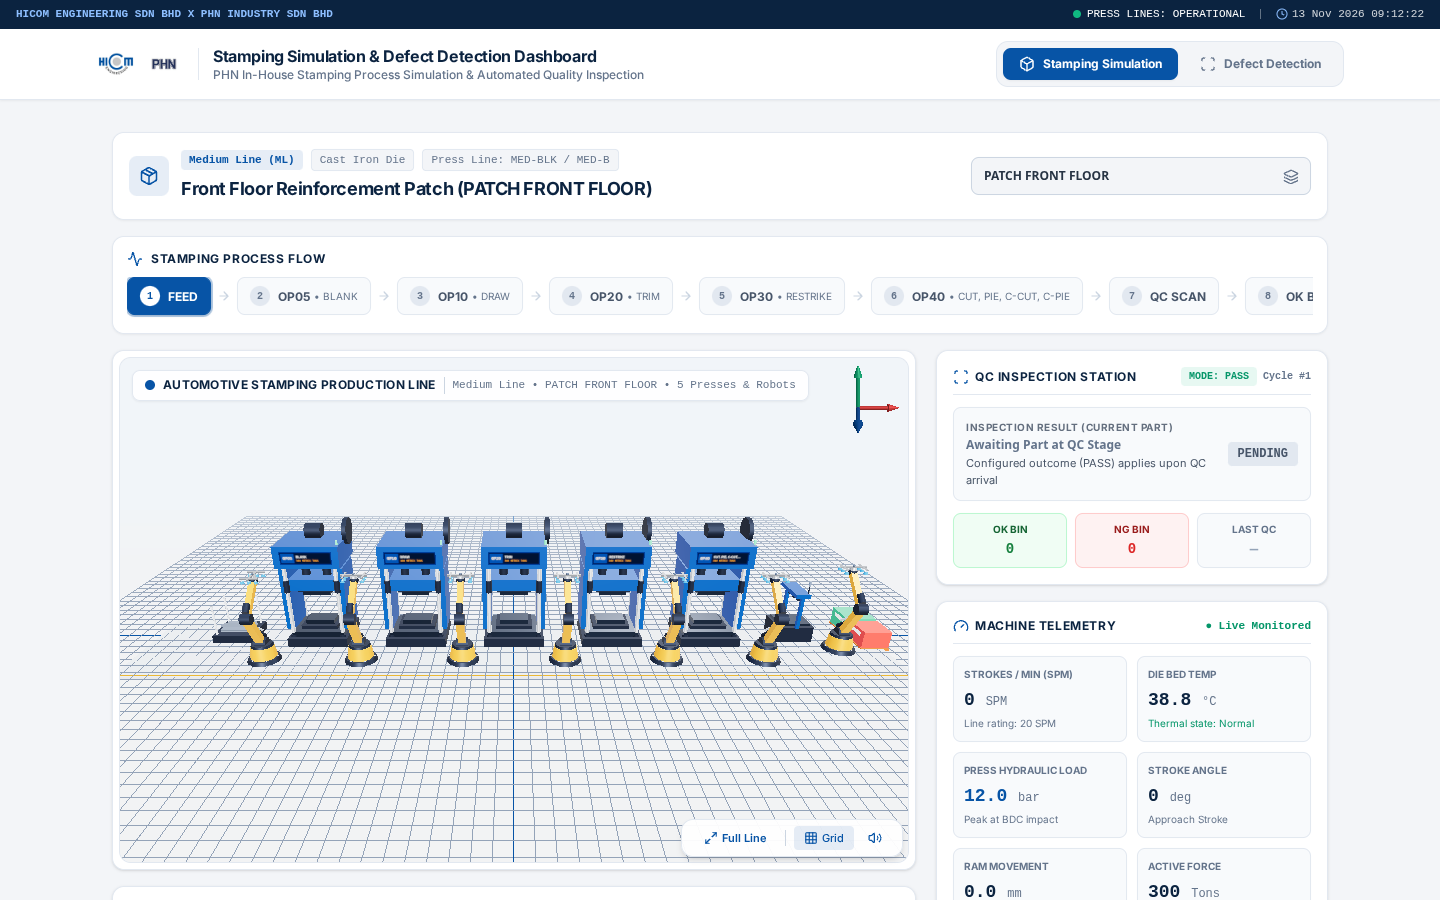 HICOM ENGINEERING SDN BHD X PHN INDUSTRY SDN BHD
PRESS LINES: OPERATIONAL | 13 Nov 2026 09:12:22
HICOM PHN
Stamping Simulation & Defect Detection Dashboard
PHN In-House Stamping Process Simulation & Automated Quality Inspection
Stamping Simulation
Defect Detection
Medium Line (ML) Cast Iron Die Press Line: MED-BLK / MED-B
Front Floor Reinforcement Patch (PATCH FRONT FLOOR)
PATCH FRONT FLOOR
STAMPING PROCESS FLOW
1 FEED
2 OP05 • BLANK
3 OP10 • DRAW
4 OP20 • TRIM
5 OP30 • RESTRIKE
6 OP40 • CUT, PIE, C-CUT, C-PIE
7 QC SCAN
8 OK B
AUTOMOTIVE STAMPING PRODUCTION LINE Medium Line • PATCH FRONT FLOOR • 5 Presses & Robots
Full Line
Grid
QC INSPECTION STATION MODE: PASS Cycle #1
INSPECTION RESULT (CURRENT PART)
Awaiting Part at QC Stage
Configured outcome (PASS) applies upon QC
arrival
PENDING
OK BIN
0
NG BIN
0
LAST QC
—
MACHINE TELEMETRY ● Live Monitored
STROKES / MIN (SPM)
0 SPM
Line rating: 20 SPM
DIE BED TEMP
38.8 °C
Thermal state: Normal
PRESS HYDRAULIC LOAD
12.0 bar
Peak at BDC impact
STROKE ANGLE
0 deg
Approach Stroke
RAM MOVEMENT
0.0 mm
ACTIVE FORCE
300 Tons